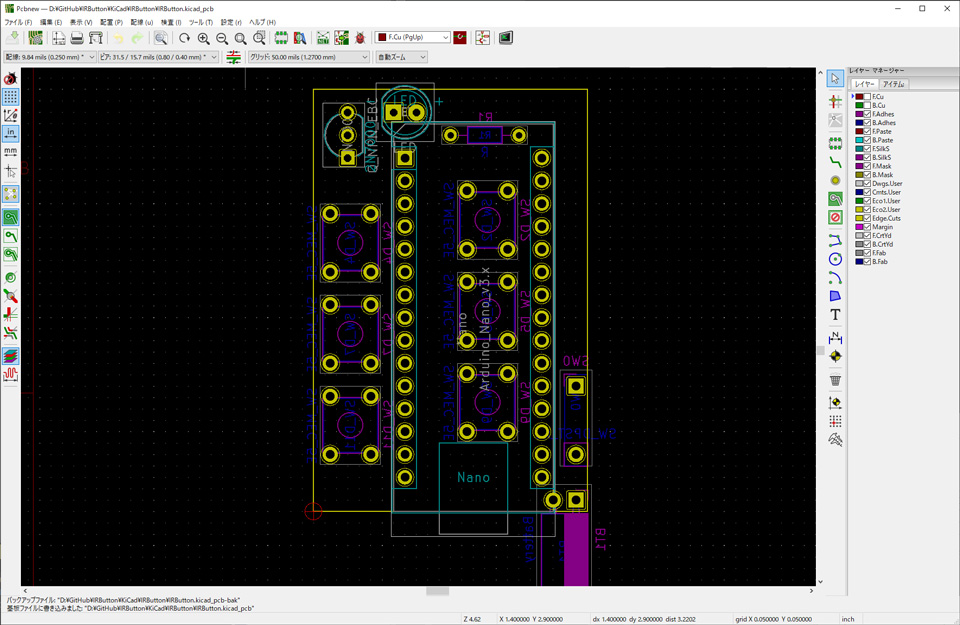 Pcbnew — D:¥GitHub¥IRButton¥KiCad¥IRButton¥IRButton.kicad_pcb
ファイル (F) 編集 (E) 表示 (V) 配置 (P) 配線 (u) 検査 (I) ツール (T) 設定 (r) ヘルプ (H)
F.Cu (PgUp)
配線: 9.84 mils (0.250 mm) * ビア: 31.5 / 15.7 mils (0.80 / 0.40 mm) * グリッド: 50.00 mils (1.2700 mm) 自動ズーム
レイヤー マネージャー
レイヤー アイテム
F.Cu
B.Cu
F.Adhes
B.Adhes
F.Paste
B.Paste
F.SilkS
B.SilkS
F.Mask
B.Mask
Dwgs.User
Cmts.User
Eco1.User
Eco2.User
Edge.Cuts
Margin
F.CrtYd
B.CrtYd
F.Fab
B.Fab
in
mm
LED
R1
SW_D2
SW_D5
Nano
Arduino_Nano_v3.x
SW0
Nano
Battery
BT1
バックアップファイル: "D:¥GitHub¥IRButton¥KiCad¥IRButton¥IRButton.kicad_pcb-bak"
基板ファイルに書き込みました: "D:¥GitHub¥IRButton¥KiCad¥IRButton¥IRButton.kicad_pcb"
Z 4.62 X 1.400000 Y 2.900000 dx 1.400000 dy 2.900000 dist 3.2202 grid X 0.050000 Y 0.050000 inch